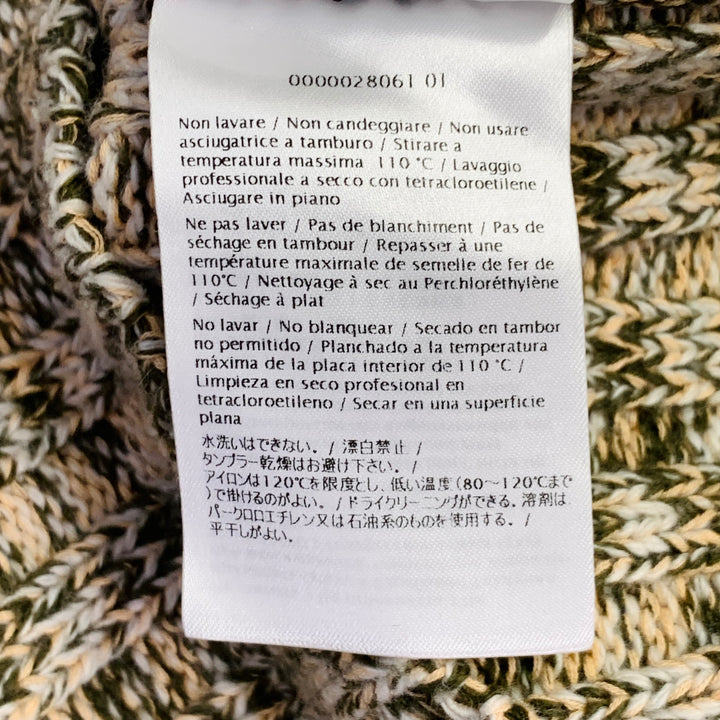 0000028061 01
Non lavare / Non candeggiare / Non usare
asciugatrice a tamburo / Stirare a
temperatura massima 110 °C / Lavaggio
professionale a secco con tetracloroetilene /
Asciugare in piano
Ne pas laver / Pas de blanchiment / Pas de
séchage en tambour / Repasser à une
température maximale de semelle de fer de
110°C / Nettoyage à sec au Perchloréthylène
/ Séchage à plat
No lavar / No blanquear / Secado en tambor
no permitido / Planchado a la temperatura
máxima de la placa interior de 110 °C /
Limpieza en seco profesional en
tetracloroetileno / Secar en una superficie
plana
水洗いはできない。/ 漂白禁止 /
タンブラー乾燥はお避け下さい。/
アイロンは120℃を限度とし、低い温度(80〜120℃まで
)で掛けるのがよい。/ドライクリーニングができる。溶剤は、
パークロロエチレン又は石油系のものを使用する。/
平干しがよい。